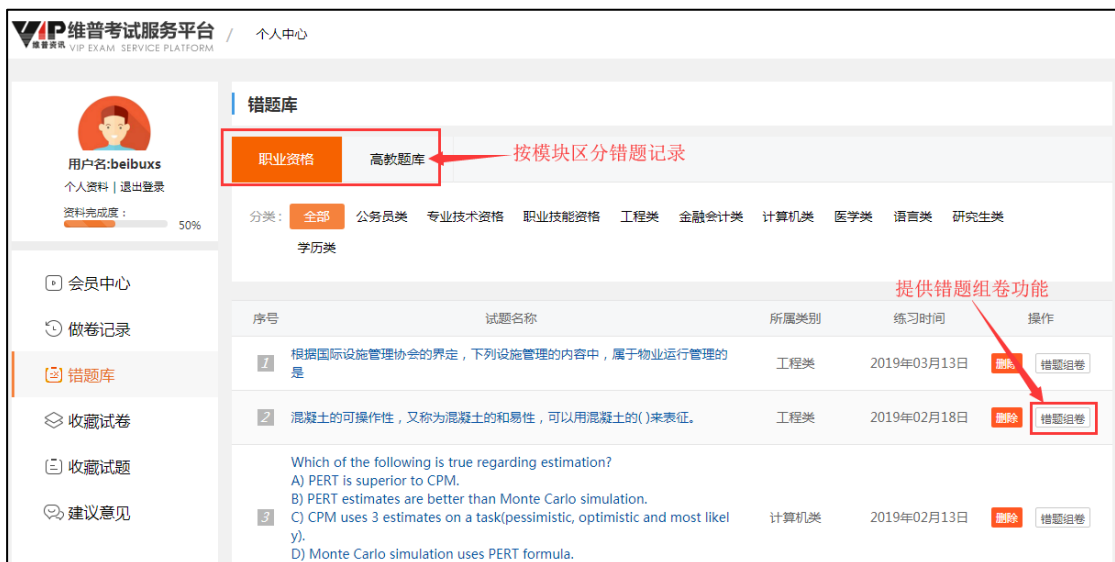 VIP维普考试服务平台 / 个人中心
维普资讯 VIP EXAM SERVICE PLATFORM
用户名:beibuxs
个人资料 | 退出登录
资料完成度：
50%
会员中心
做卷记录
错题库
收藏试卷
收藏试题
建议意见
错题库
职业资格 高教题库 按模块区分错题记录
分类： 全部 公务员类 专业技术资格 职业技能资格 工程类 金融会计类 计算机类 医学类 语言类 研究生类
学历类
提供错题组卷功能
序号 试题名称 所属类别 练习时间 操作
1 根据国际设施管理协会的界定，下列设施管理的内容中，属于物业运行管理的
是
工程类 2019年03月13日 删除 错题组卷
2 混凝土的可操作性，又称为混凝土的和易性，可以用混凝土的( )来表征。 工程类 2019年02月18日 删除 错题组卷
Which of the following is true regarding estimation?
A) PERT is superior to CPM.
B) PERT estimates are better than Monte Carlo simulation.
3 C) CPM uses 3 estimates on a task(pessimistic, optimistic and most likel 计算机类 2019年02月13日 删除 错题组卷
y).
D) Monte Carlo simulation uses PERT formula.